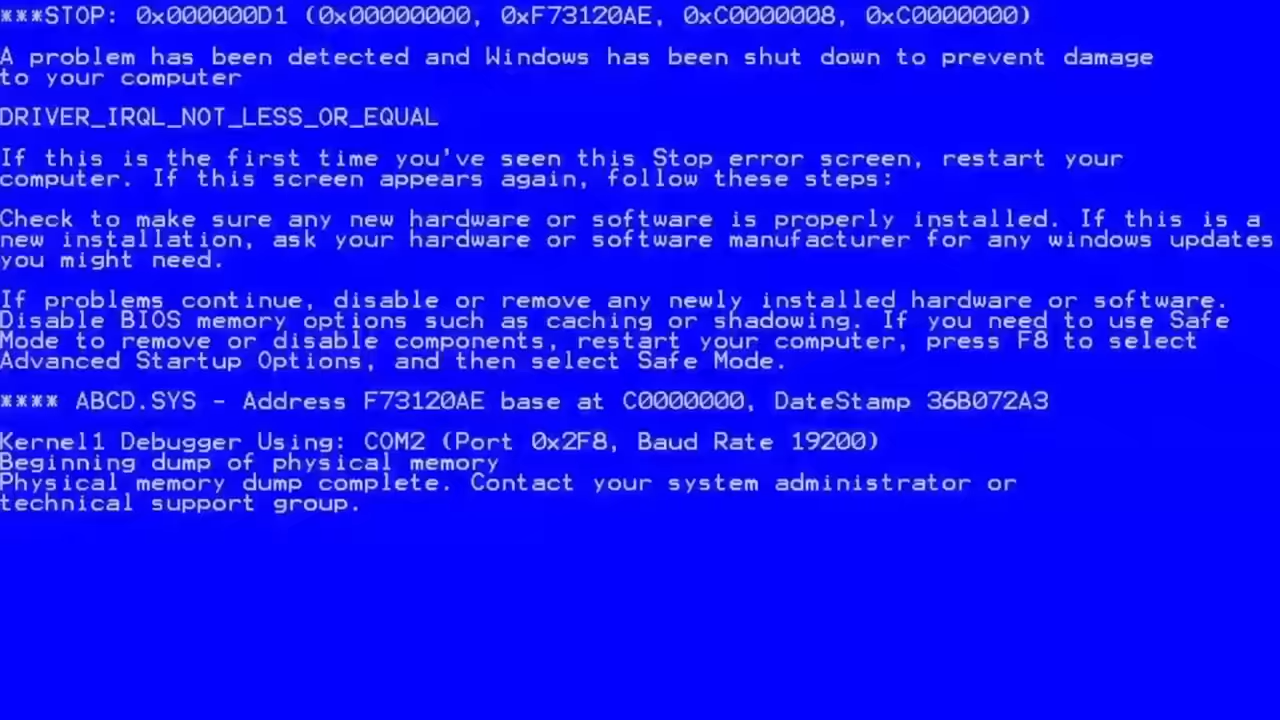 ***STOP: 0x000000D1 (0x00000000, 0xF73120AE, 0xC0000008, 0xC0000000)
A problem has been detected and Windows has been shut down to prevent damage
to your computer
DRIVER_IRQL_NOT_LESS_OR_EQUAL
If this is the first time you've seen this Stop error screen, restart your
computer. If this screen appears again, follow these steps:
Check to make sure any new hardware or software is properly installed. If this is a
new installation, ask your hardware or software manufacturer for any windows updates
you might need.
If problems continue, disable or remove any newly installed hardware or software.
Disable BIOS memory options such as caching or shadowing. If you need to use Safe
Mode to remove or disable components, restart your computer, press F8 to select
Advanced Startup Options, and then select Safe Mode.
**** ABCD.SYS - Address F73120AE base at C0000000, DateStamp 36B072A3
Kernel1 Debugger Using: COM2 (Port 0x2F8, Baud Rate 19200)
Beginning dump of physical memory
Physical memory dump complete. Contact your system administrator or
technical support group.